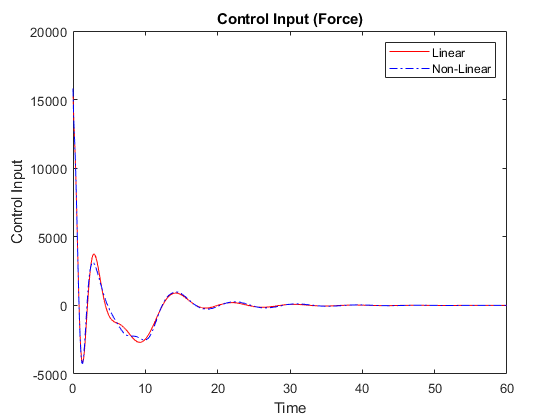 Control Input (Force)
20000
15000
10000
5000
0
-5000
Control Input
Linear
Non-Linear
0 10 20 30 40 50 60
Time